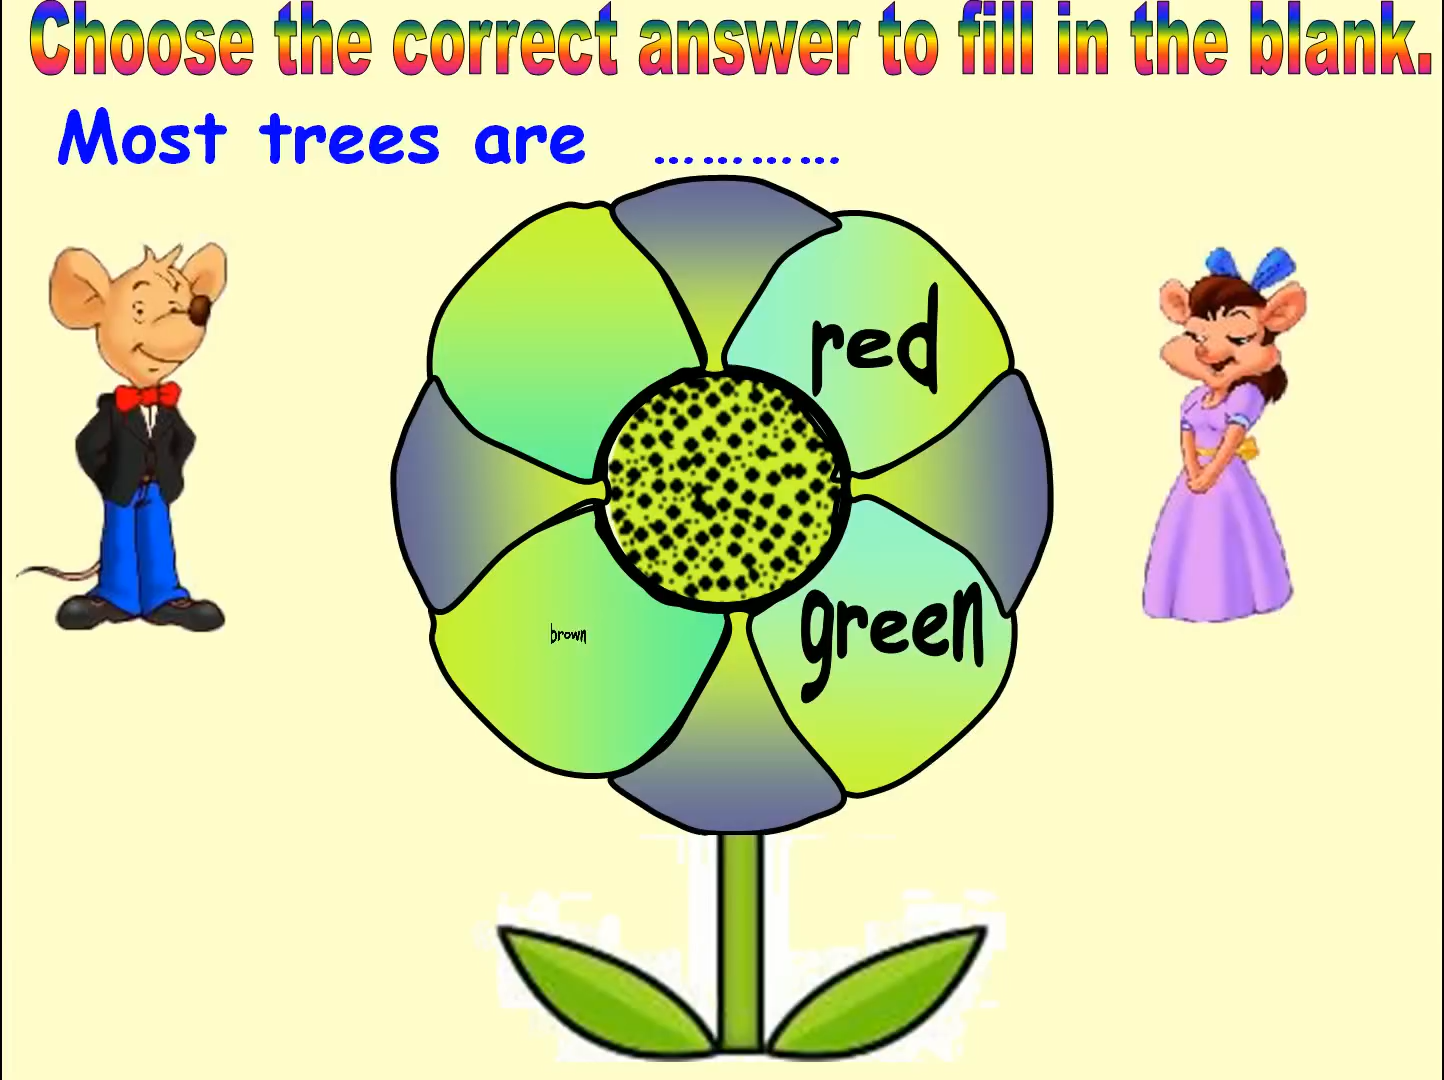 Choose the correct answer to fill in the blank.
Most trees are …………
red
green
brown